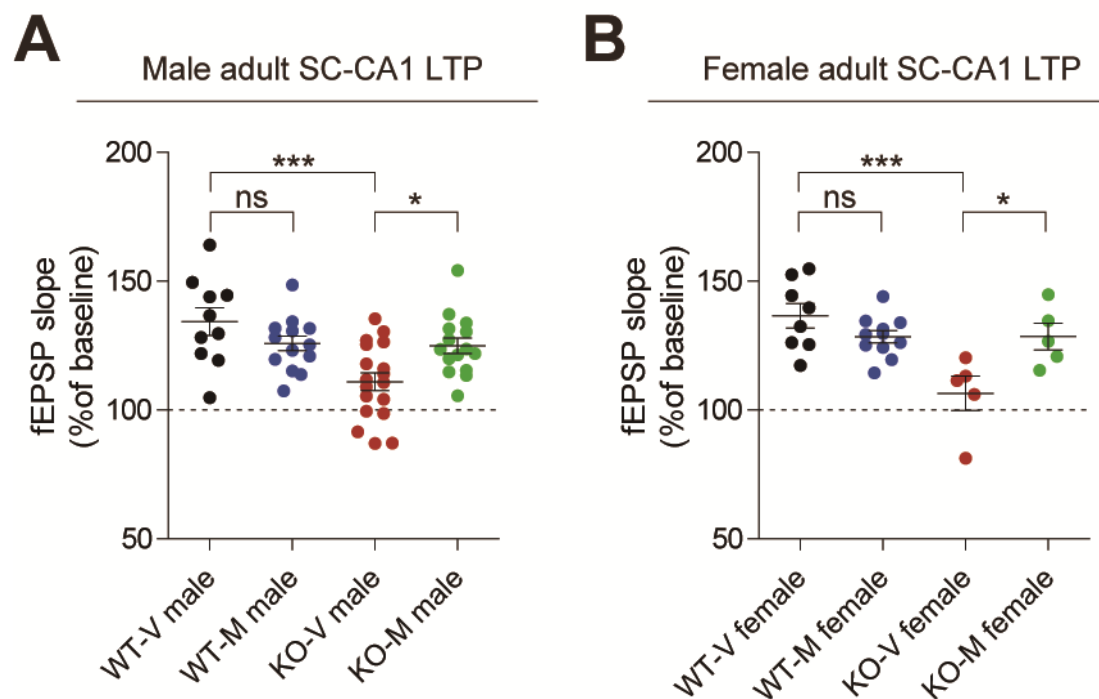 A
Male adult SC-CA1 LTP
fEPSP slope
(%of baseline)
200
150
100
50
***
ns
*
WT-V male
WT-M male
KO-V male
KO-M male
B
Female adult SC-CA1 LTP
fEPSP slope
(%of baseline)
200
150
100
50
***
ns
*
WT-V female
WT-M female
KO-V female
KO-M female